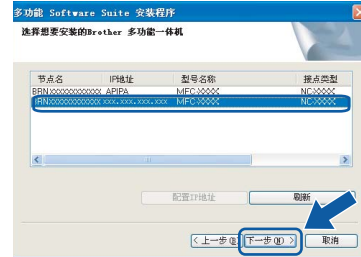 多功能 Software Suite 安装程序
选择想要安装的Brother 多功能一体机
节点名 IP地址 型号名称 接点类型
BRNXXXXXXXXXXXX APIPA MFC-XXXX NC-XXXX
BRNXXXXXXXXXXXX xxx.xxx.xxx.xxx MFC-XXXX NC-XXXX
配置IP地址 刷新
< 上一步(B) 下一步(N) > 取消